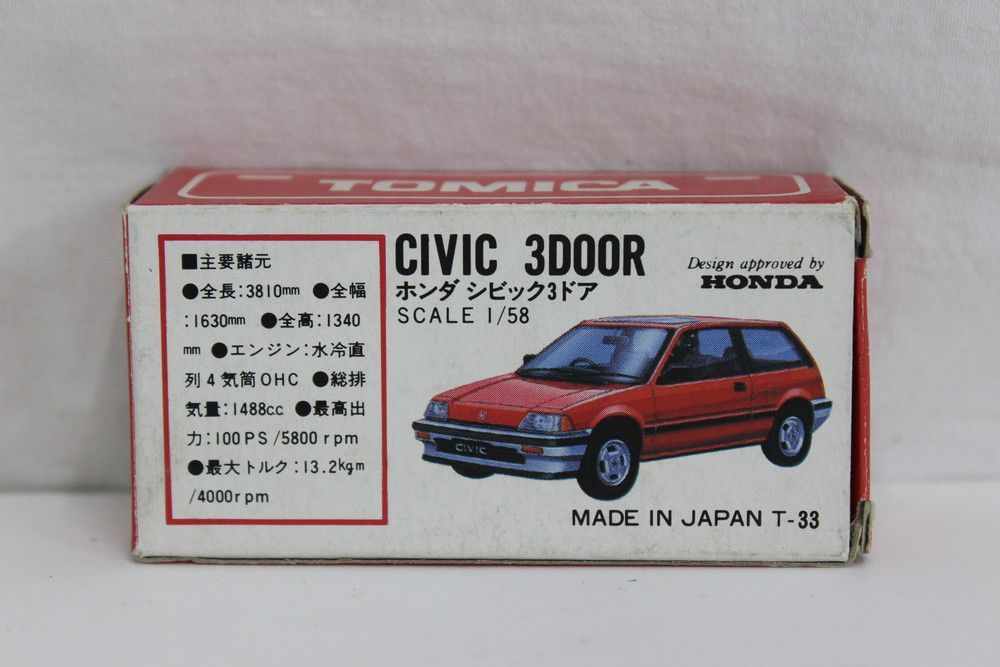 TOMICA
■主要諸元
●全長:3810mm ●全幅
:1630mm ●全高:1340
mm ●エンジン:水冷直
列4気筒OHC ●総排
気量:1488cc ●最高出
力:100PS/5800rpm
●最大トルク:13.2kgm
/4000rpm
CIVIC 3DOOR
ホンダ シビック3ドア
SCALE 1/58
Design approved by
HONDA
CIVIC
MADE IN JAPAN T-33